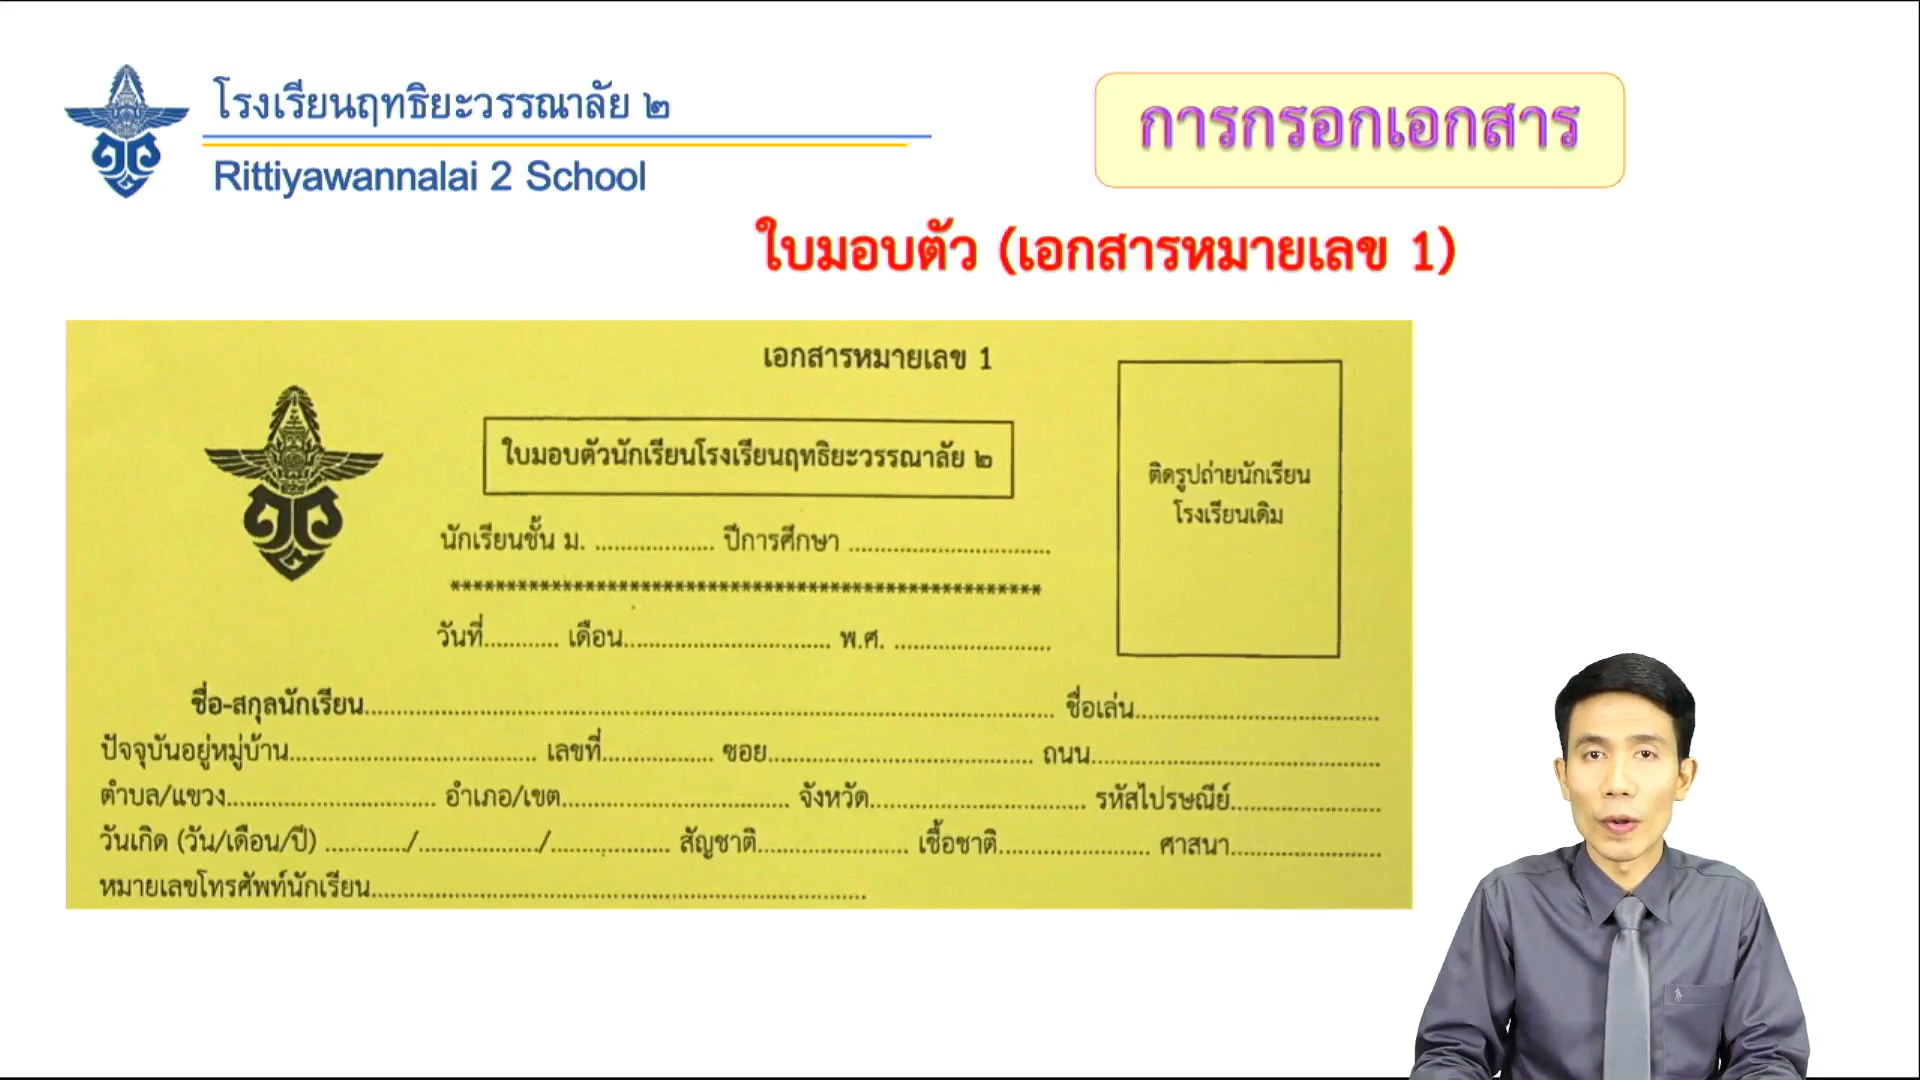 โรงเรียนฤทธิยะวรรณาลัย ๒
Rittiyawannalai 2 School
การกรอกเอกสาร
ใบมอบตัว (เอกสารหมายเลข 1)
เอกสารหมายเลข 1
ใบมอบตัวนักเรียนโรงเรียนฤทธิยะวรรณาลัย ๒
ติดรูปถ่ายนักเรียน
โรงเรียนเดิม
นักเรียนชั้น ม. ................... ปีการศึกษา ................................
****************************************************
วันที่............ เดือน................................. พ.ศ. .........................
ชื่อ-สกุลนักเรียน.............................................................................................................. ชื่อเล่น.......................................
ปัจจุบันอยู่หมู่บ้าน........................................ เลขที่.................. ซอย.......................................... ถนน..............................................
ตำบล/แขวง.................................. อำเภอ/เขต..................................... จังหวัด................................... รหัสไปรษณีย์........................
วันเกิด (วัน/เดือน/ปี) ............./.................../................... สัญชาติ........................ เชื้อชาติ........................ ศาสนา........................
หมายเลขโทรศัพท์นักเรียน...............................................................................